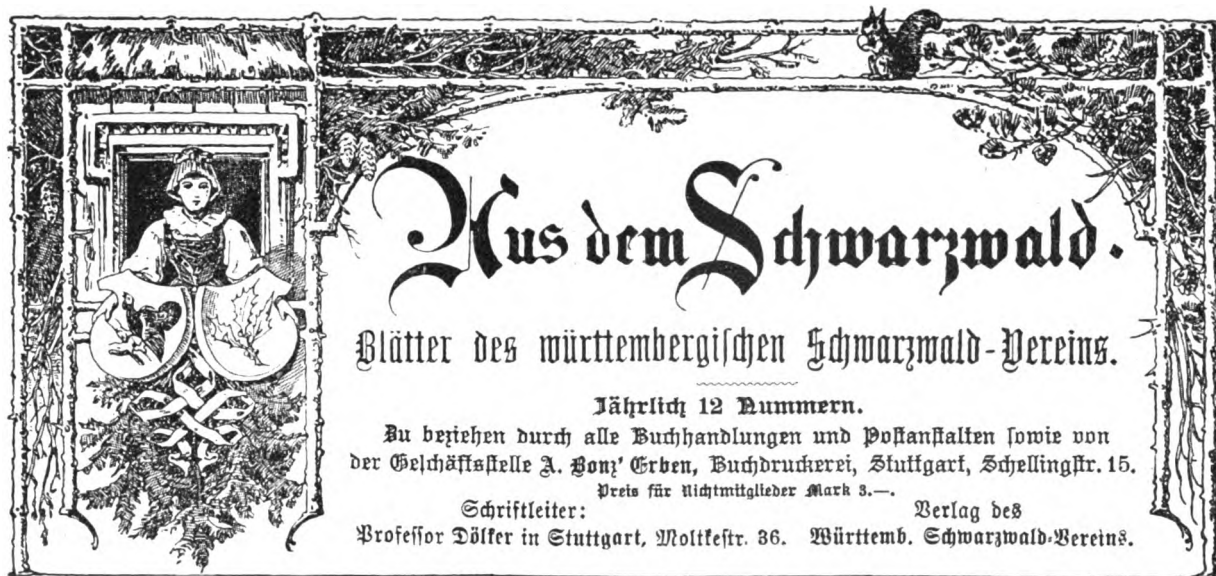 Aus dem Schwarzwald.
Blätter des württembergischen Schwarzwald-Vereins.
Jährlich 12 Nummern.
Zu beziehen durch alle Buchhandlungen und Postanstalten sowie von
der Geschäftsstelle A. Bonz' Erben, Buchdruckerei, Stuttgart, Schellingstr. 15.
Preis für Nichtmitglieder Mark 3.—.
Schriftleiter:
Professor Dölker in Stuttgart, Moltkestr. 36.
Verlag des
Württemb. Schwarzwald-Vereins.